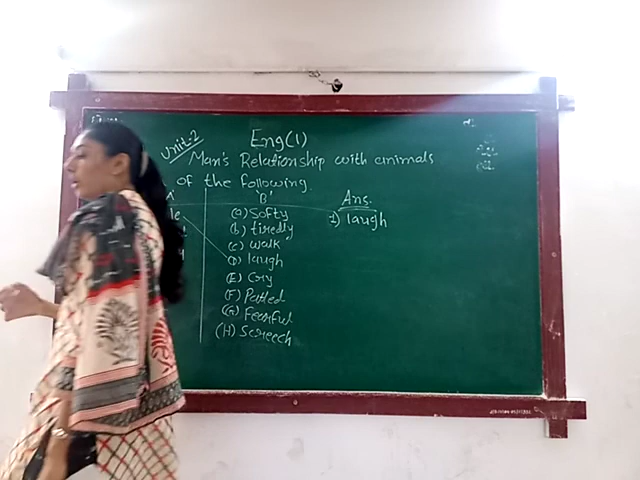 Unit-2
Eng(1)
Man's Relationship with animals
of the following.
'B'
Ans.
(a) Softy
1) laugh
(b) tiredly
(c) walk
(D) laugh
(E) Cry
(F) Patted
(G) Fearful
(H) Screech